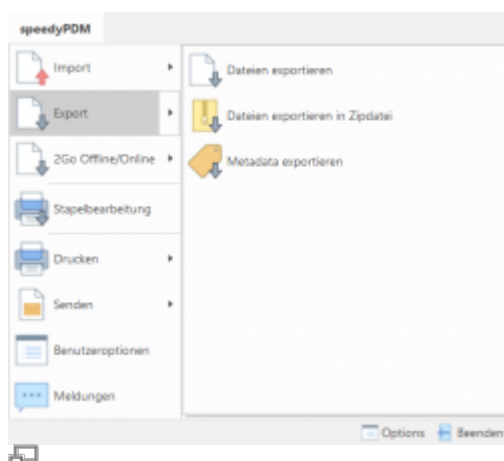 speedyPDM
Import
Export
2Go Offline/Online
Stapelbearbeitung
Drucken
Senden
Benutzeroptionen
Meldungen
Dateien exportieren
Dateien exportieren in Zipdatei
Metadata exportieren
Options
Beenden